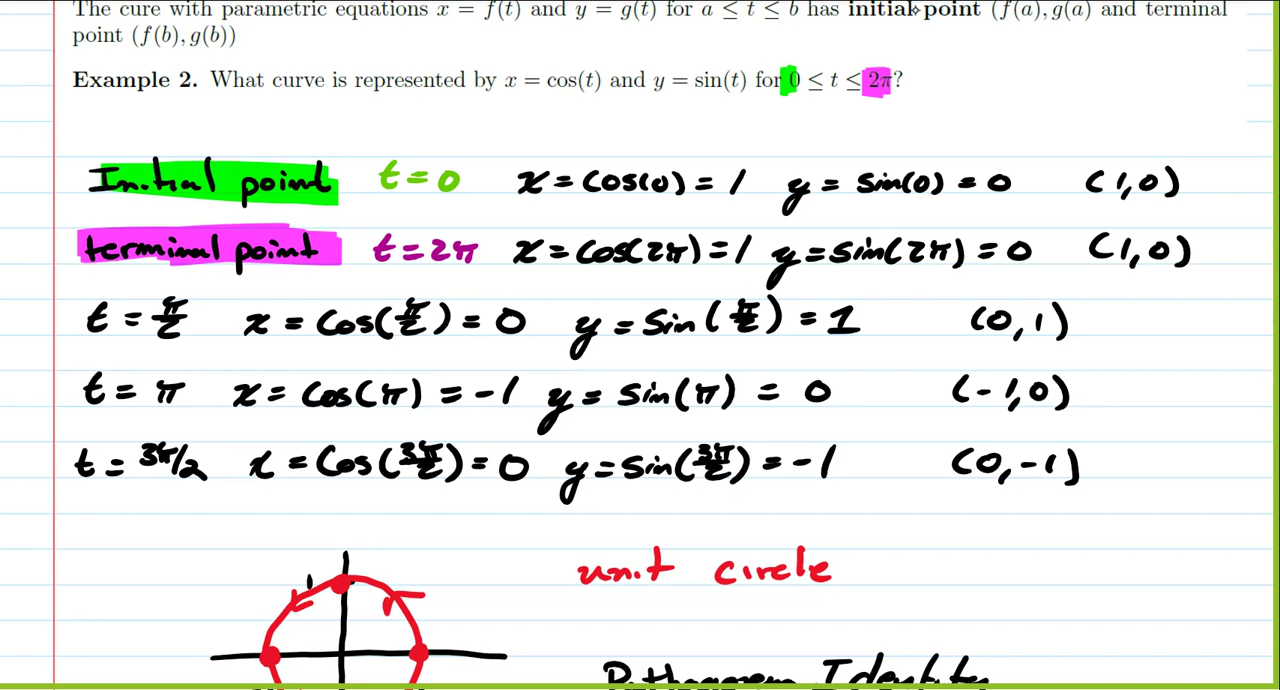 The cure with parametric equations x = f(t) and y = g(t) for a ≤ t ≤ b has initial point (f(a), g(a) and terminal
point (f(b), g(b))
Example 2. What curve is represented by x = cos(t) and y = sin(t) for 0 ≤ t ≤ 2π?
Initial point t=0 x = cos(0) = 1 y = sin(0) = 0 (1,0)
terminal point t=2π x = cos(2π) = 1 y = sin(2π) = 0 (1,0)
t = π/2 x = cos(π/2) = 0 y = sin(π/2) = 1 (0,1)
t = π x = cos(π) = -1 y = sin(π) = 0 (-1,0)
t = 3π/2 x = cos(3π/2) = 0 y = sin(3π/2) = -1 (0,-1)
unit circle
1
Identity